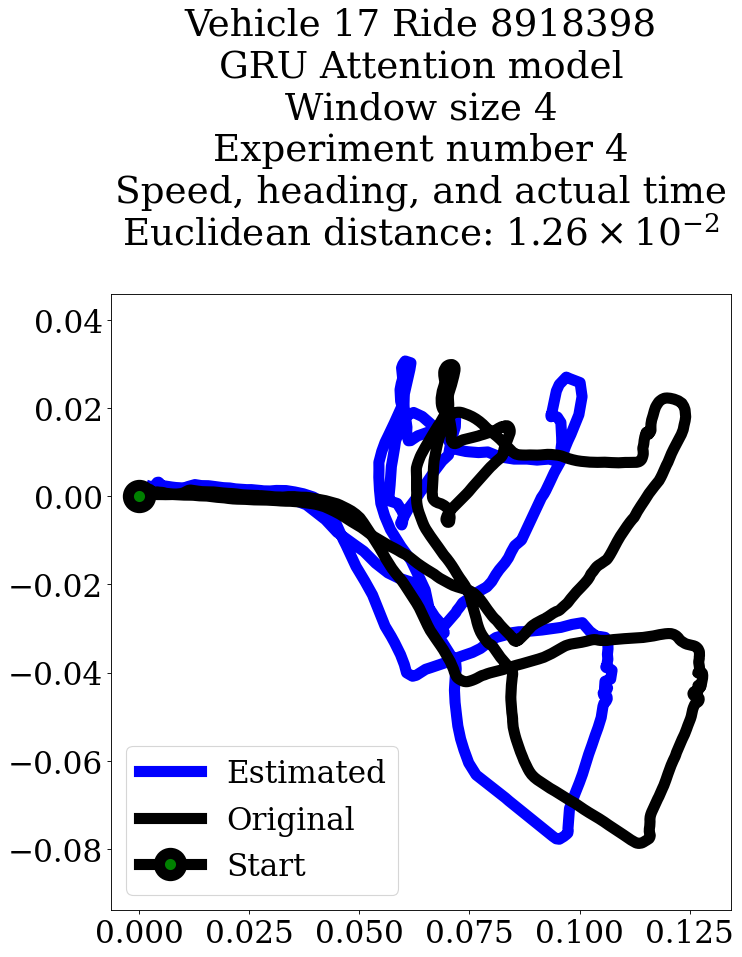 Vehicle 17 Ride 8918398
GRU Attention model
Window size 4
Experiment number 4
Speed, heading, and actual time
Euclidean distance: 1.26 × 10⁻²
0.04
0.02
0.00
−0.02
−0.04
−0.06
−0.08
Estimated
Original
Start
0.000 0.025 0.050 0.075 0.100 0.125